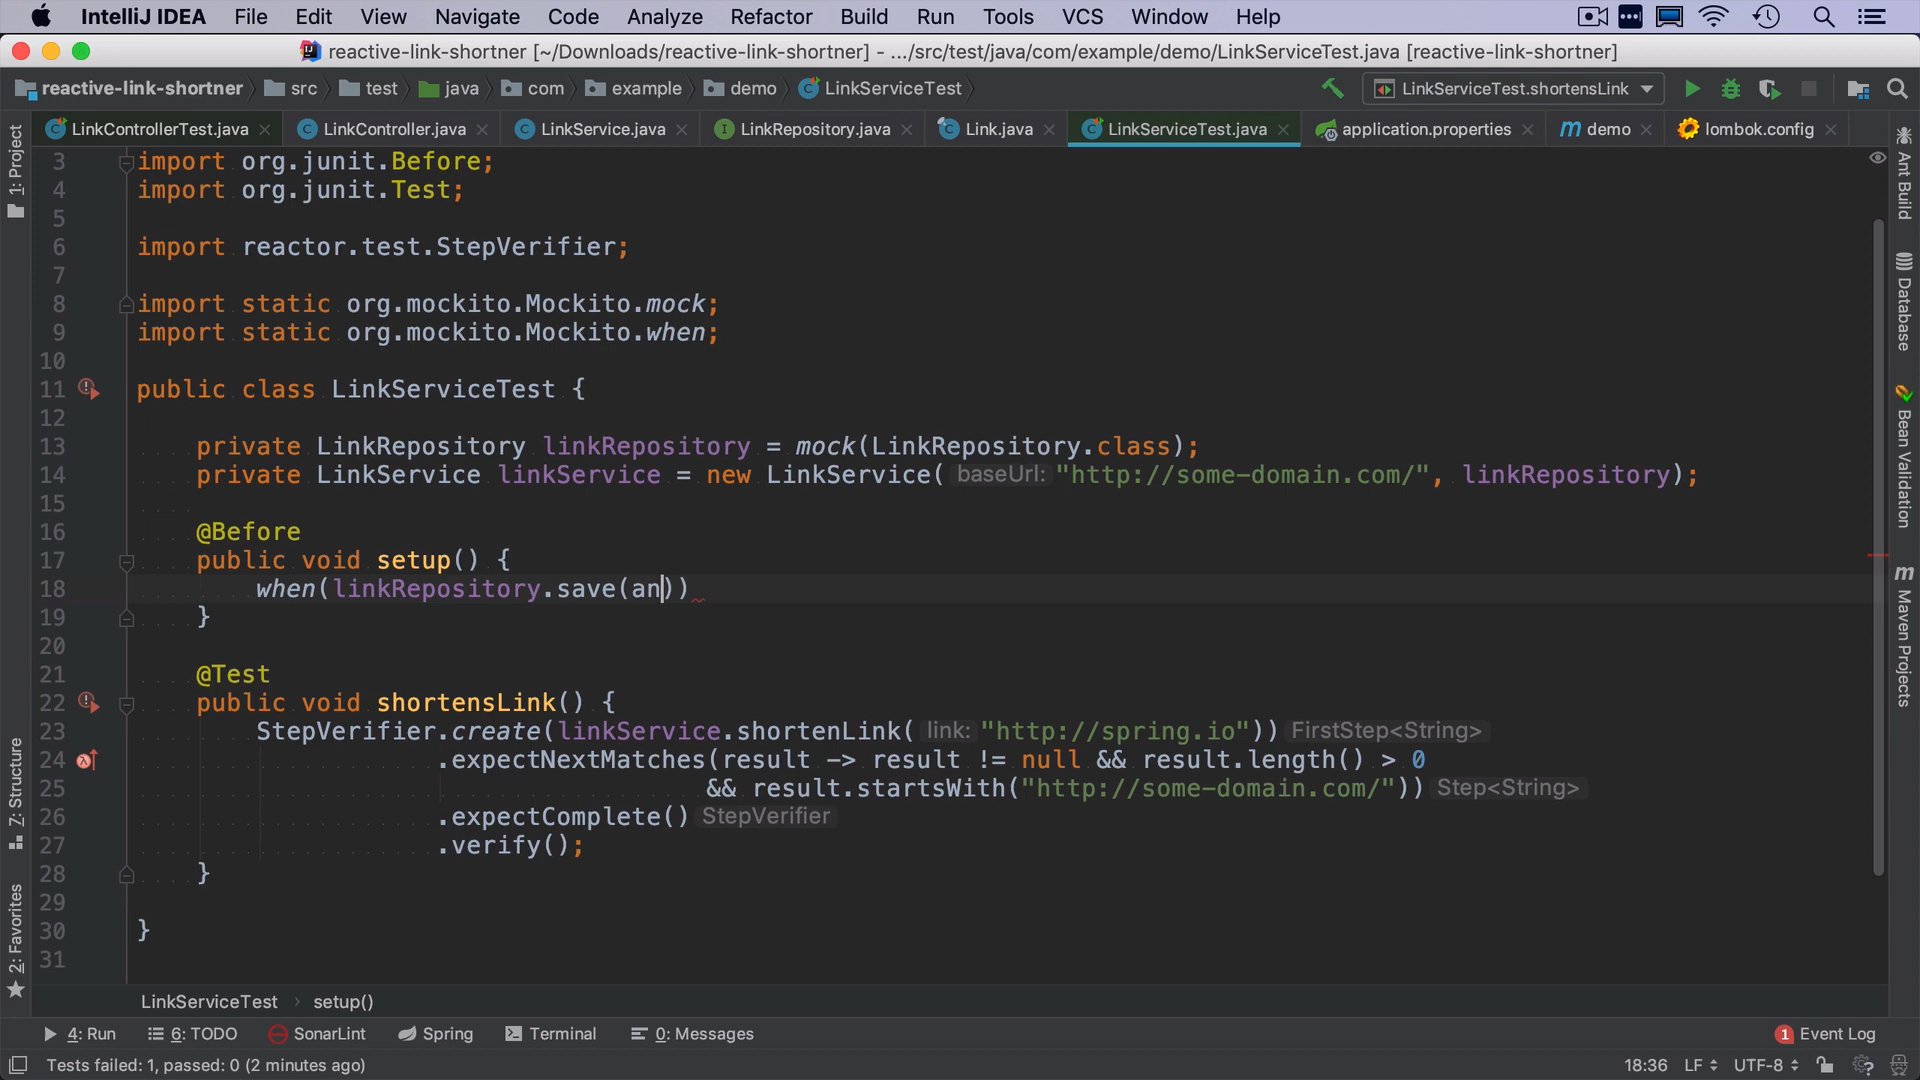 IntelliJ IDEA File Edit View Navigate Code Analyze Refactor Build Run Tools VCS Window Help
reactive-link-shortner [~/Downloads/reactive-link-shortner] - .../src/test/java/com/example/demo/LinkServiceTest.java [reactive-link-shortner]
reactive-link-shortner src test java com example demo LinkServiceTest LinkServiceTest.shortensLink
LinkControllerTest.java LinkController.java LinkService.java LinkRepository.java Link.java LinkServiceTest.java application.properties demo lombok.config
1: Project
7: Structure
2: Favorites
3 import org.junit.Before;
4 import org.junit.Test;
5
6 import reactor.test.StepVerifier;
7
8 import static org.mockito.Mockito.mock;
9 import static org.mockito.Mockito.when;
10
11 public class LinkServiceTest {
12
13 private LinkRepository linkRepository = mock(LinkRepository.class);
14 private LinkService linkService = new LinkService( baseUrl: "http://some-domain.com/", linkRepository);
15
16 @Before
17 public void setup() {
18 when(linkRepository.save(an))
19 }
20
21 @Test
22 public void shortensLink() {
23 StepVerifier.create(linkService.shortenLink( link: "http://spring.io")) FirstStep<String>
24 .expectNextMatches(result -> result != null && result.length() > 0
25 && result.startsWith("http://some-domain.com/")) Step<String>
26 .expectComplete() StepVerifier
27 .verify();
28 }
29
30 }
31
Ant Build
Database
Bean Validation
m Maven Projects
LinkServiceTest setup()
4: Run 6: TODO SonarLint Spring Terminal 0: Messages 1 Event Log
Tests failed: 1, passed: 0 (2 minutes ago) 18:36 LF UTF-8